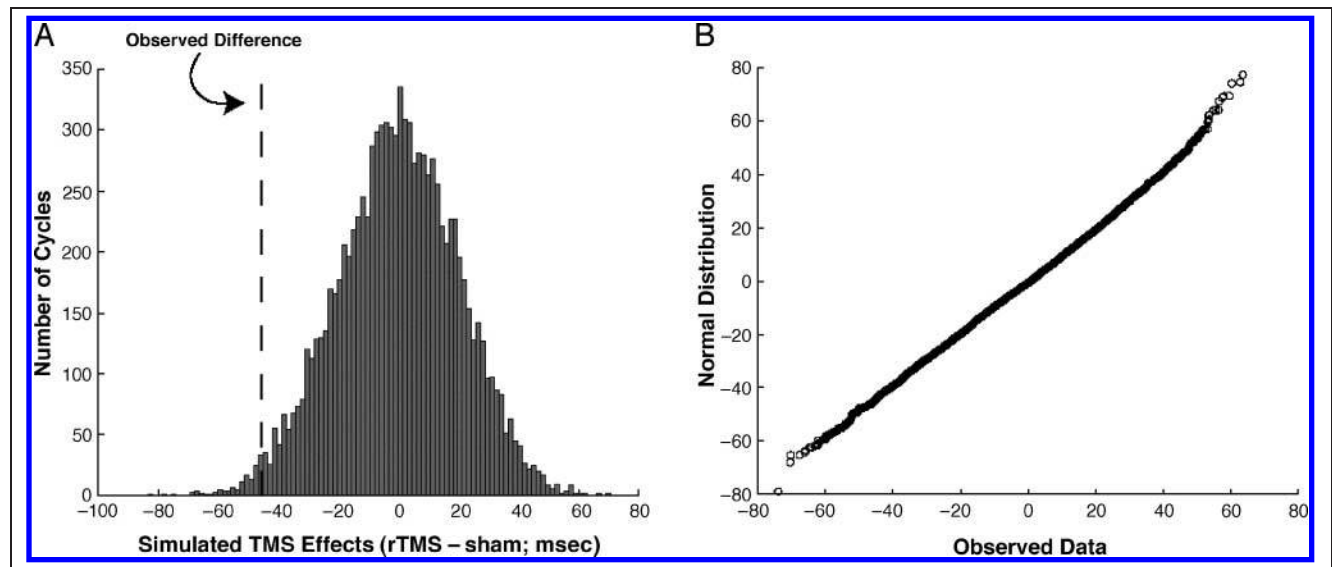 A
Observed Difference
350
300
250
200
150
100
50
0
Number of Cycles
−100 −80 −60 −40 −20 0 20 40 60 80
Simulated TMS Effects (rTMS – sham; msec)
B
80
60
40
20
0
−20
−40
−60
−80
Normal Distribution
−80 −60 −40 −20 0 20 40 60 80
Observed Data